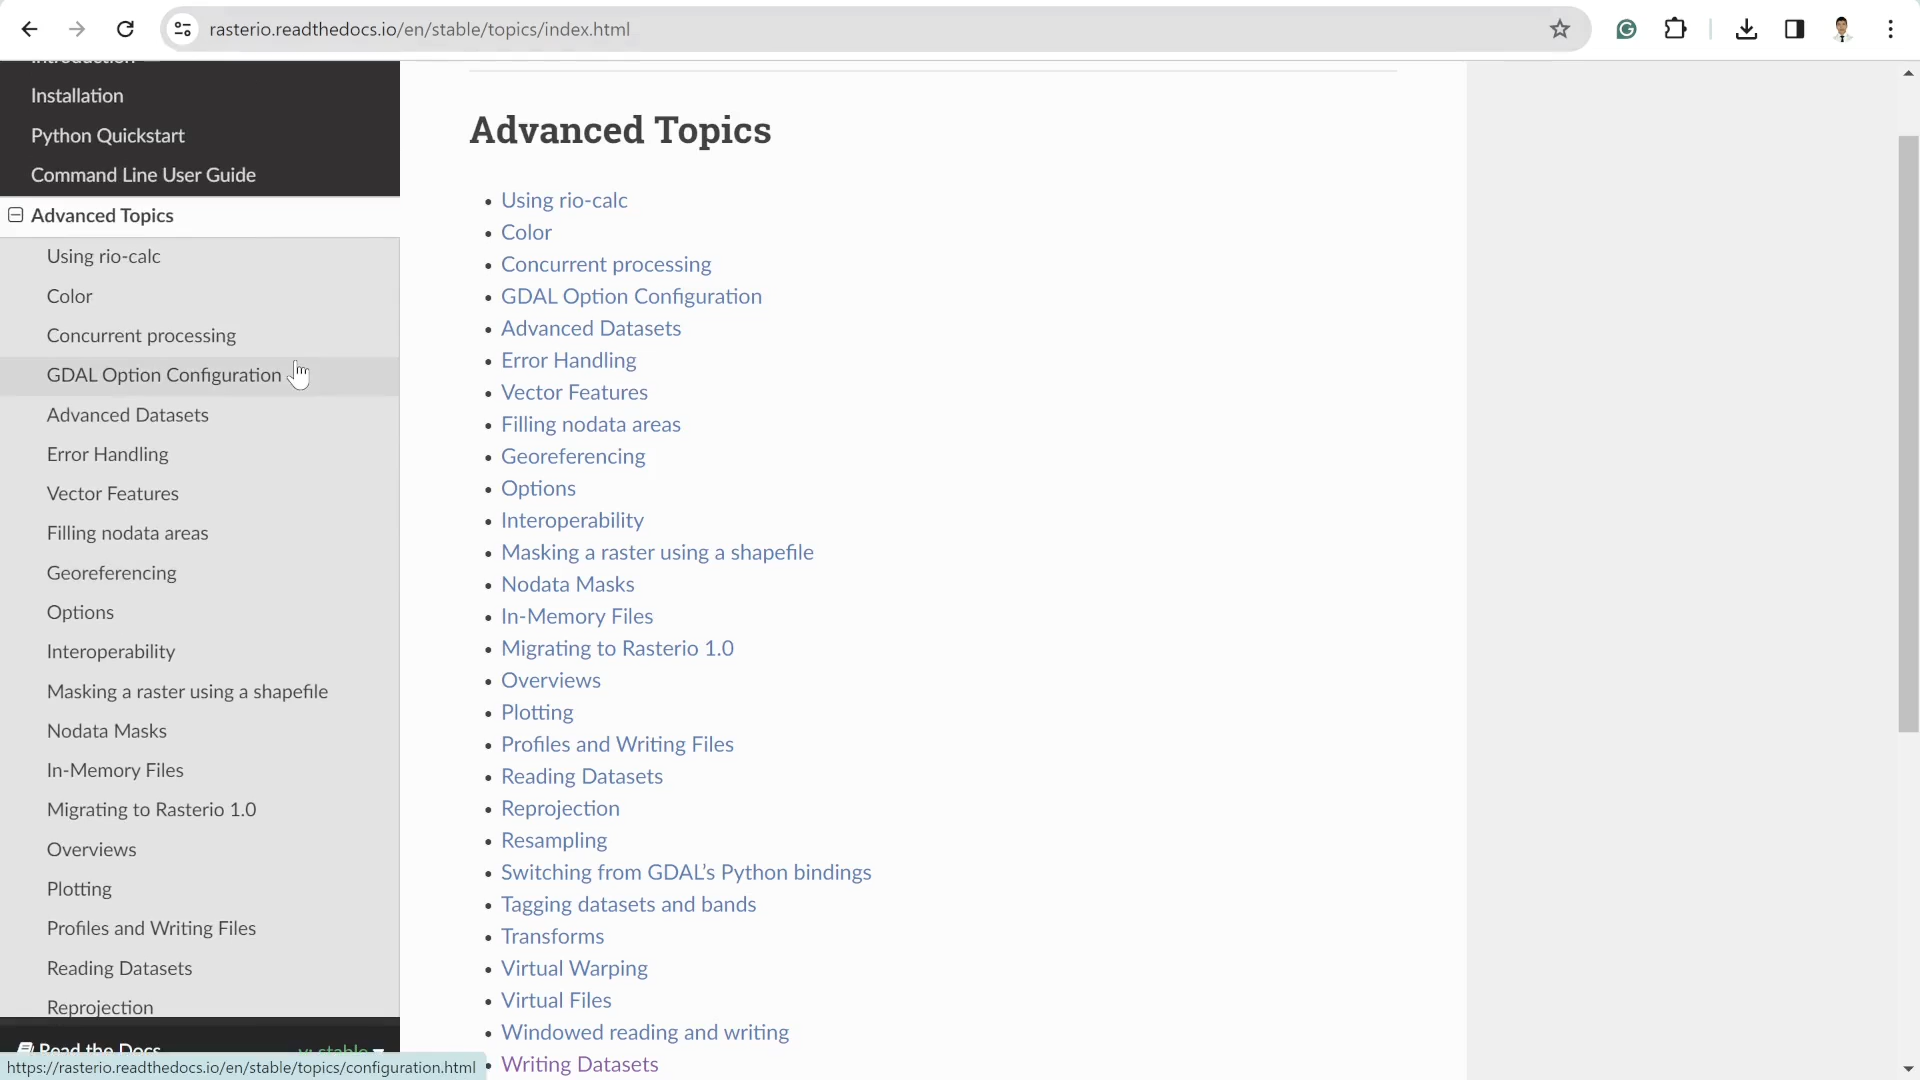 rasterio.readthedocs.io/en/stable/topics/index.html
Introduction
Installation
Python Quickstart
Command Line User Guide
Advanced Topics
Using rio-calc
Color
Concurrent processing
GDAL Option Configuration
Advanced Datasets
Error Handling
Vector Features
Filling nodata areas
Georeferencing
Options
Interoperability
Masking a raster using a shapefile
Nodata Masks
In-Memory Files
Migrating to Rasterio 1.0
Overviews
Plotting
Profiles and Writing Files
Reading Datasets
Reprojection
Read the Docs v: stable
https://rasterio.readthedocs.io/en/stable/topics/configuration.html
Advanced Topics
Using rio-calc
Color
Concurrent processing
GDAL Option Configuration
Advanced Datasets
Error Handling
Vector Features
Filling nodata areas
Georeferencing
Options
Interoperability
Masking a raster using a shapefile
Nodata Masks
In-Memory Files
Migrating to Rasterio 1.0
Overviews
Plotting
Profiles and Writing Files
Reading Datasets
Reprojection
Resampling
Switching from GDAL’s Python bindings
Tagging datasets and bands
Transforms
Virtual Warping
Virtual Files
Windowed reading and writing
Writing Datasets